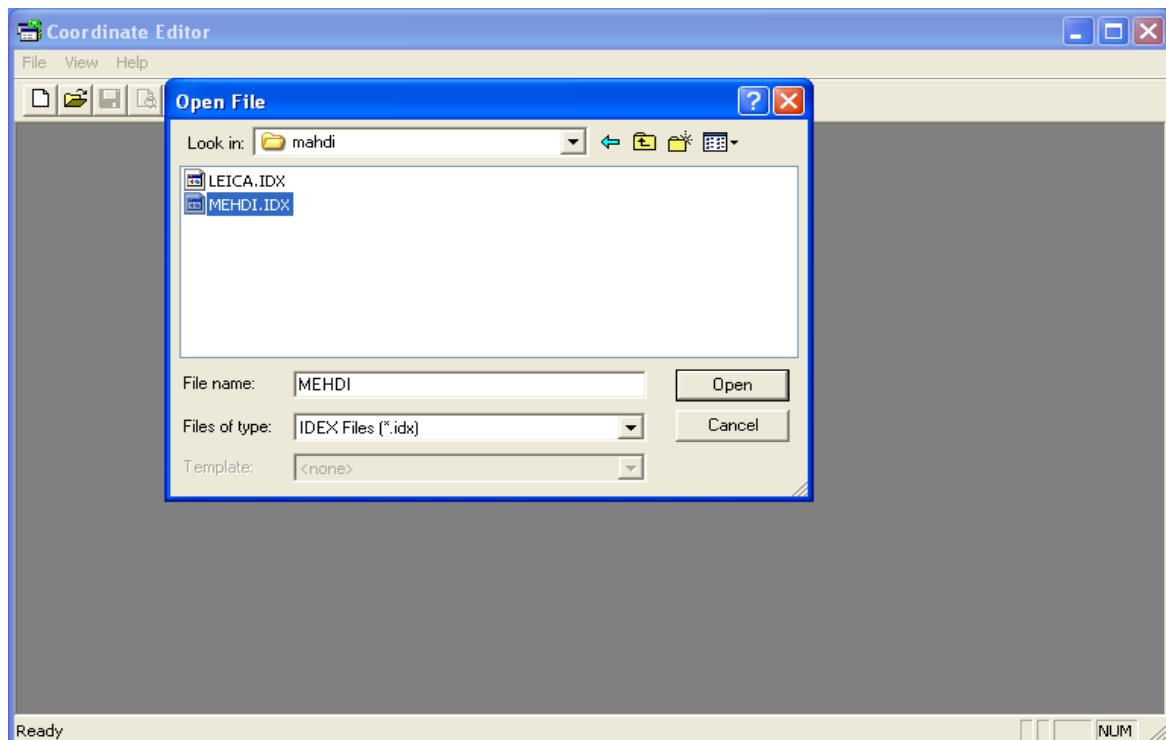 Coordinate Editor
File View Help
Open File
Look in: mahdi
LEICA.IDX
MEHDI.IDX
File name: MEHDI Open
Files of type: IDEX Files (*.idx) Cancel
Template: <none>
Ready NUM